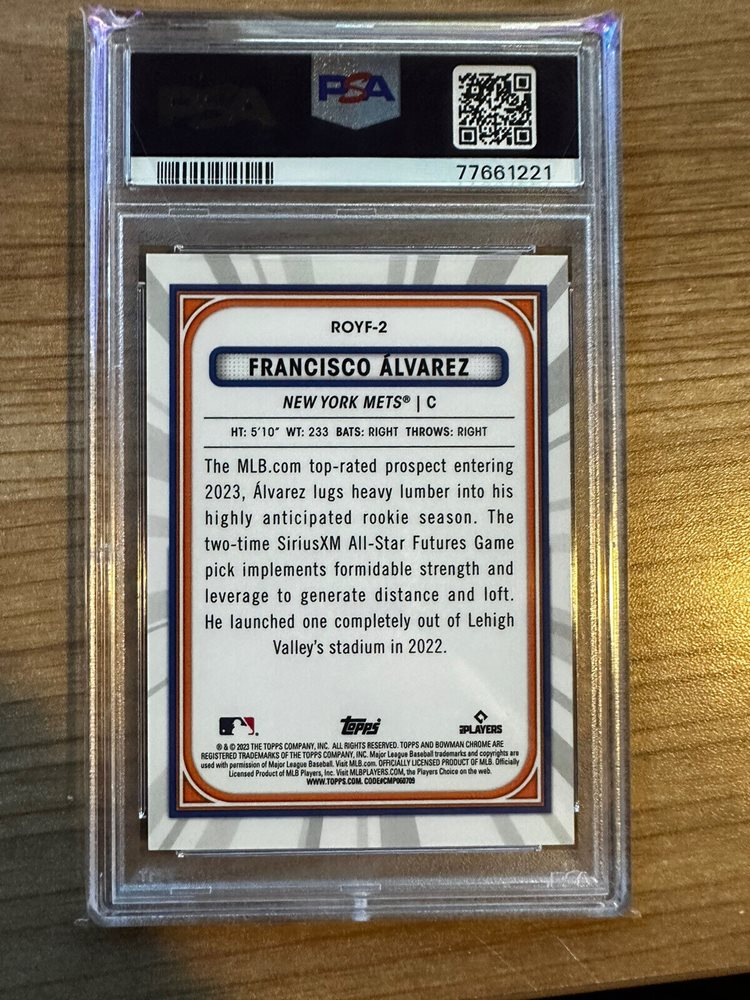 PSA
PSA
77661221
ROYF-2
FRANCISCO ÁLVAREZ
NEW YORK METS® | C
HT: 5'10" WT: 233 BATS: RIGHT THROWS: RIGHT
The MLB.com top-rated prospect entering
2023, Álvarez lugs heavy lumber into his
highly anticipated rookie season. The
two-time SiriusXM All-Star Futures Game
pick implements formidable strength and
leverage to generate distance and loft.
He launched one completely out of Lehigh
Valley's stadium in 2022.
Topps
PLAYERS
® & © 2023 THE TOPPS COMPANY, INC. ALL RIGHTS RESERVED. TOPPS AND BOWMAN CHROME ARE
REGISTERED TRADEMARKS OF THE TOPPS COMPANY, INC. Major League Baseball trademarks and copyrights are
used with permission of Major League Baseball. Visit MLB.com. OFFICIALLY LICENSED PRODUCT OF MLB. Officially
Licensed Product of MLB Players, Inc. Visit MLBPLAYERS.COM, the Players Choice on the web.
WWW.TOPPS.COM. CODE#CMP060709
PSA